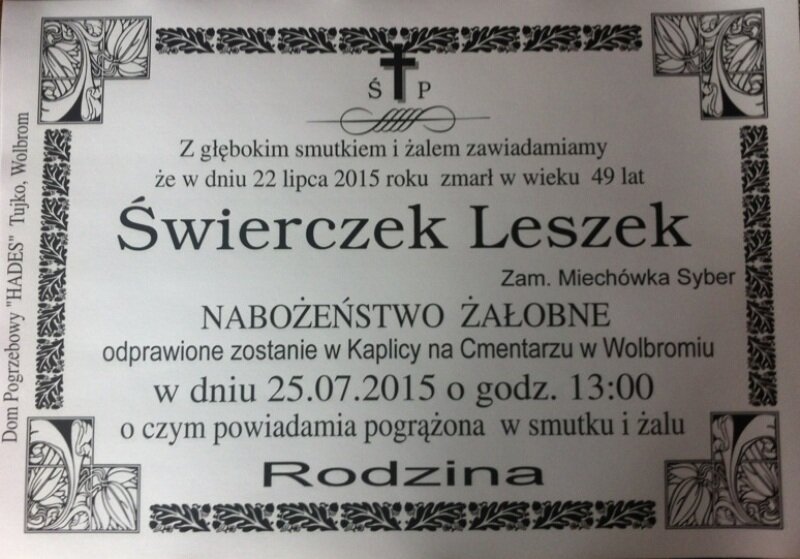 Ś P
Z głębokim smutkiem i żalem zawiadamiamy
że w dniu 22 lipca 2015 roku zmarł w wieku 49 lat
Świerczek Leszek
Zam. Miechówka Syber
NABOŻEŃSTWO ŻAŁOBNE
odprawione zostanie w Kaplicy na Cmentarzu w Wolbromiu
w dniu 25.07.2015 o godz. 13:00
o czym powiadamia pogrążona w smutku i żalu
Rodzina
Dom Pogrzebowy "HADES" Tujko, Wolbrom